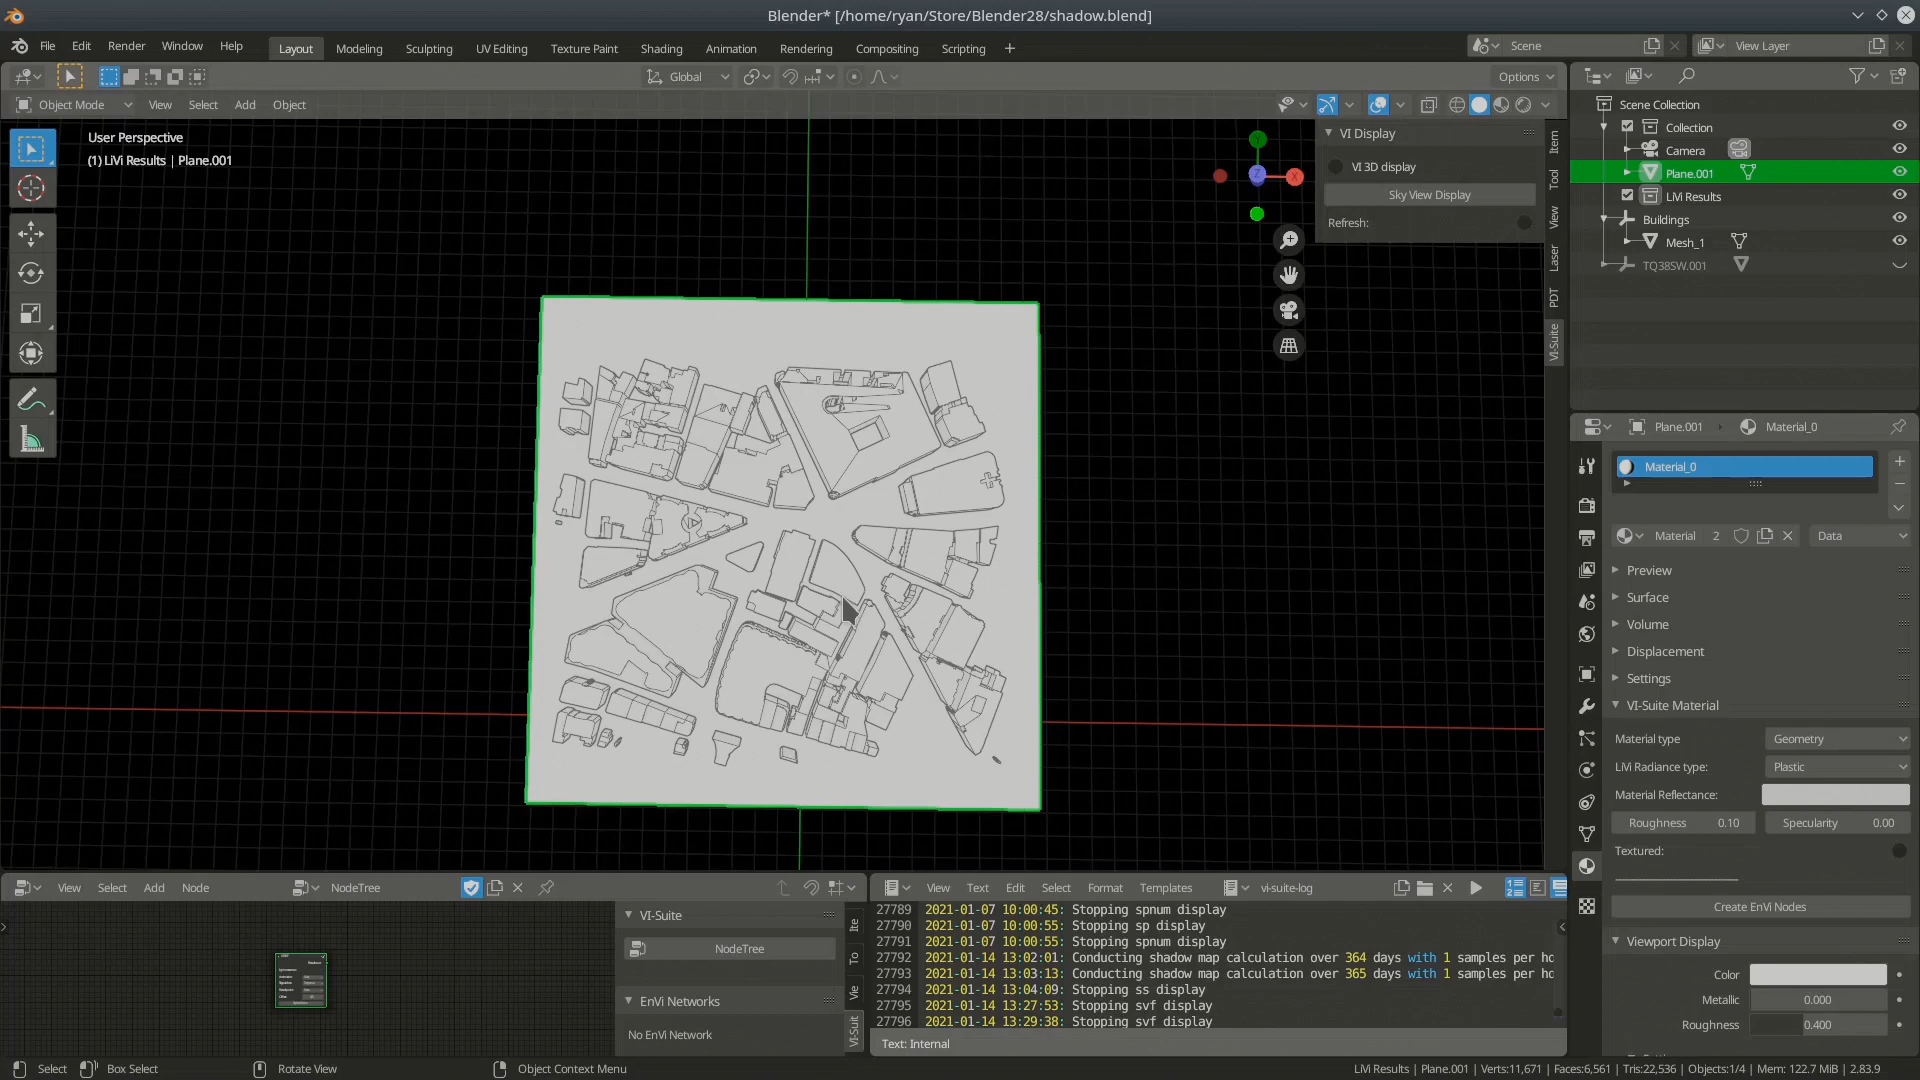 Blender* [/home/ryan/Store/Blender28/shadow.blend]
File Edit Render Window Help Layout Modeling Sculpting UV Editing Texture Paint Shading Animation Rendering Compositing Scripting +
Scene View Layer
Global Options
Object Mode View Select Add Object
User Perspective
(1) LiVi Results | Plane.001
VI Display
VI 3D display
Sky View Display
Refresh:
Y
Z
X
Item
Tool
View
Laser
PDT
VI-Suite
Scene Collection
Collection
Camera
Plane.001
LiVi Results
Buildings
Mesh_1
TQ38SW.001
Plane.001 Material_0
Material_0
Material 2 Data
Preview
Surface
Volume
Displacement
Settings
VI-Suite Material
Material type Geometry
LiVi Radiance type: Plastic
Material Reflectance:
Roughness 0.10 Specularity 0.00
Textured:
Create EnVi Nodes
Viewport Display
Color
Metallic 0.000
Roughness 0.400
View Select Add Node NodeTree
VI-Suite
NodeTree
EnVi Networks
No EnVi Network
Ite
To
Vie
VI-Suit
View Text Edit Select Format Templates vi-suite-log
27789 2021-01-07 10:00:45: Stopping spnum display
27790 2021-01-07 10:00:55: Stopping sp display
27791 2021-01-07 10:00:55: Stopping spnum display
27792 2021-01-14 13:02:01: Conducting shadow map calculation over 364 days with 1 samples per ho
27793 2021-01-14 13:03:13: Conducting shadow map calculation over 365 days with 1 samples per ho
27794 2021-01-14 13:04:09: Stopping ss display
27795 2021-01-14 13:27:53: Stopping svf display
27796 2021-01-14 13:29:38: Stopping svf display
Text: Internal
Select Box Select Rotate View Object Context Menu
LiVi Results | Plane.001 | Verts:11,671 | Faces:6,561 | Tris:22,536 | Objects:1/4 | Mem: 122.7 MiB | 2.83.9